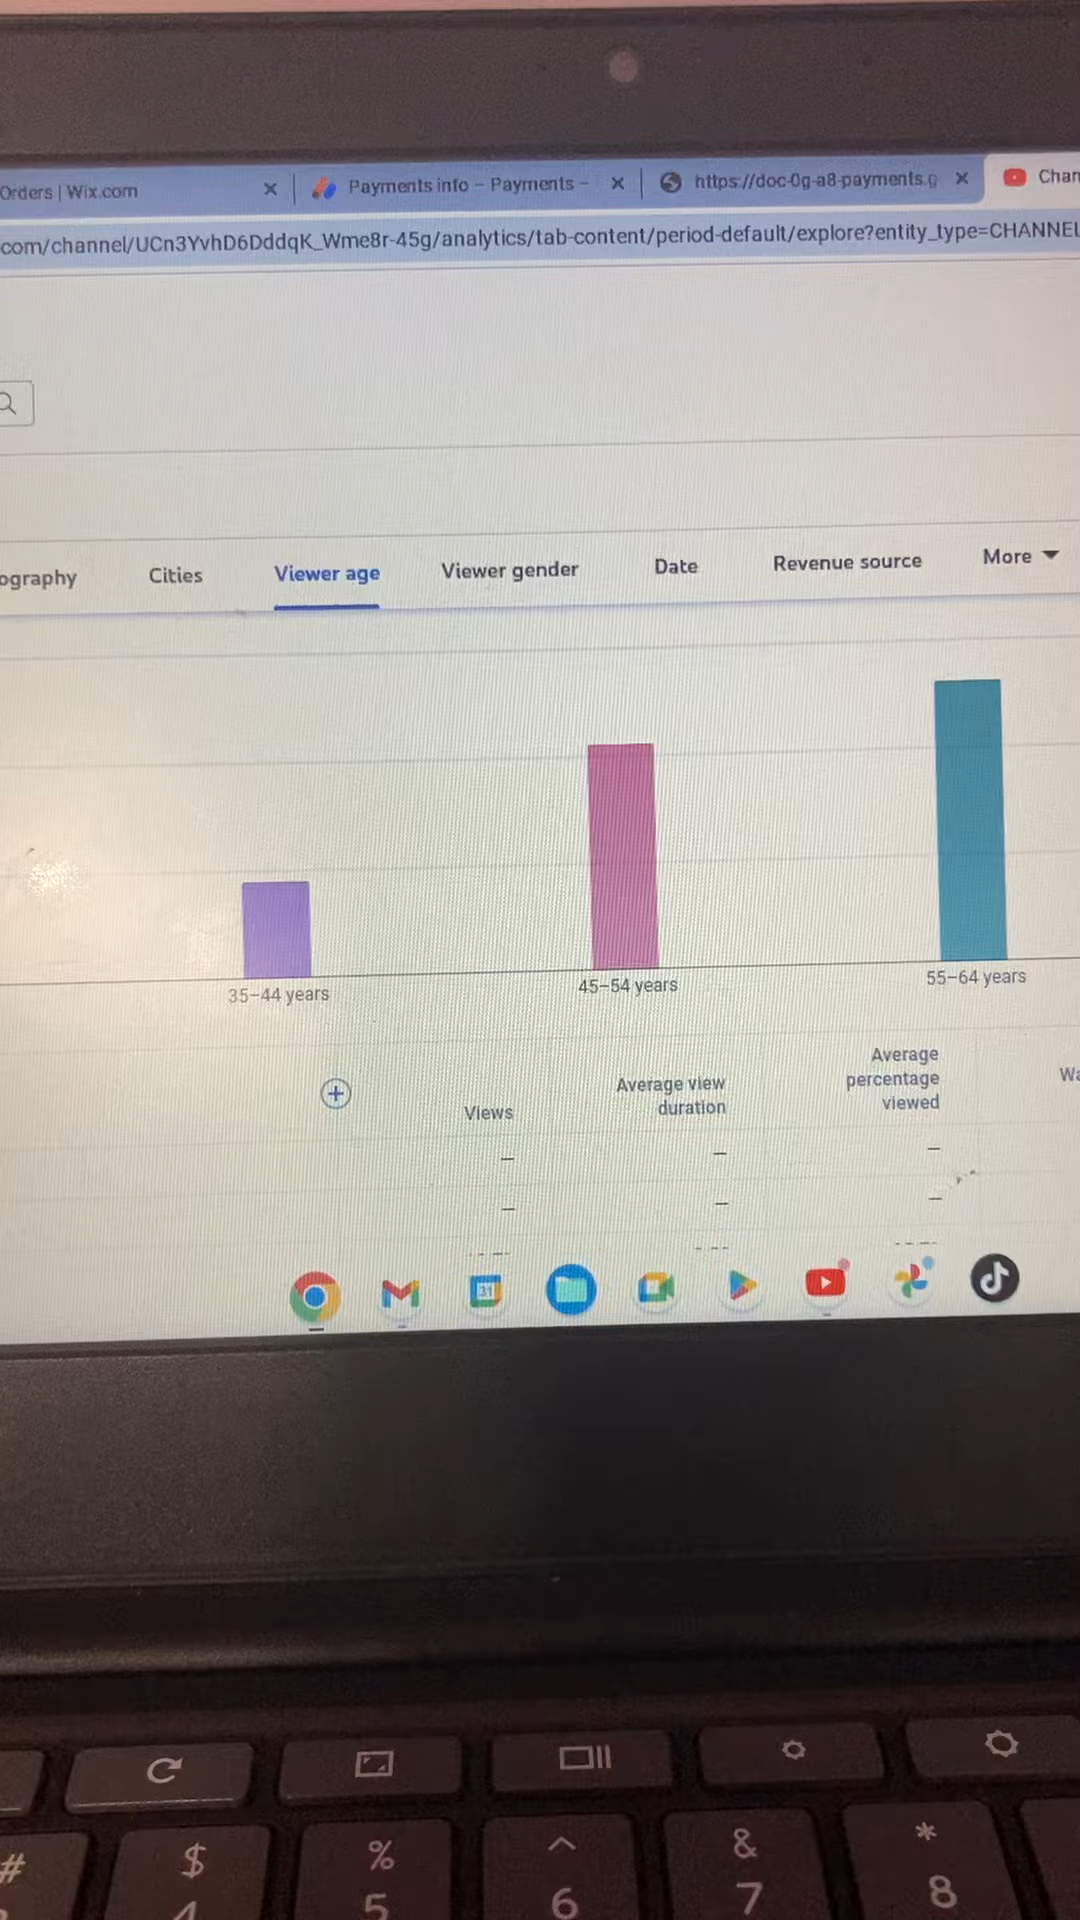 Orders | Wix.com
Payments info – Payments –
https://doc-0g-a8-payments.g
Chan
com/channel/UCn3YvhD6DddqK_Wme8r-45g/analytics/tab-content/period-default/explore?entity_type=CHANNEL
ography
Cities
Viewer age
Viewer gender
Date
Revenue source
More
35–44 years
45–54 years
55–64 years
Views
Average view
duration
Average
percentage
viewed
Wa
– – –
– – –
31
# $ % ^ & *
4 5 6 7 8